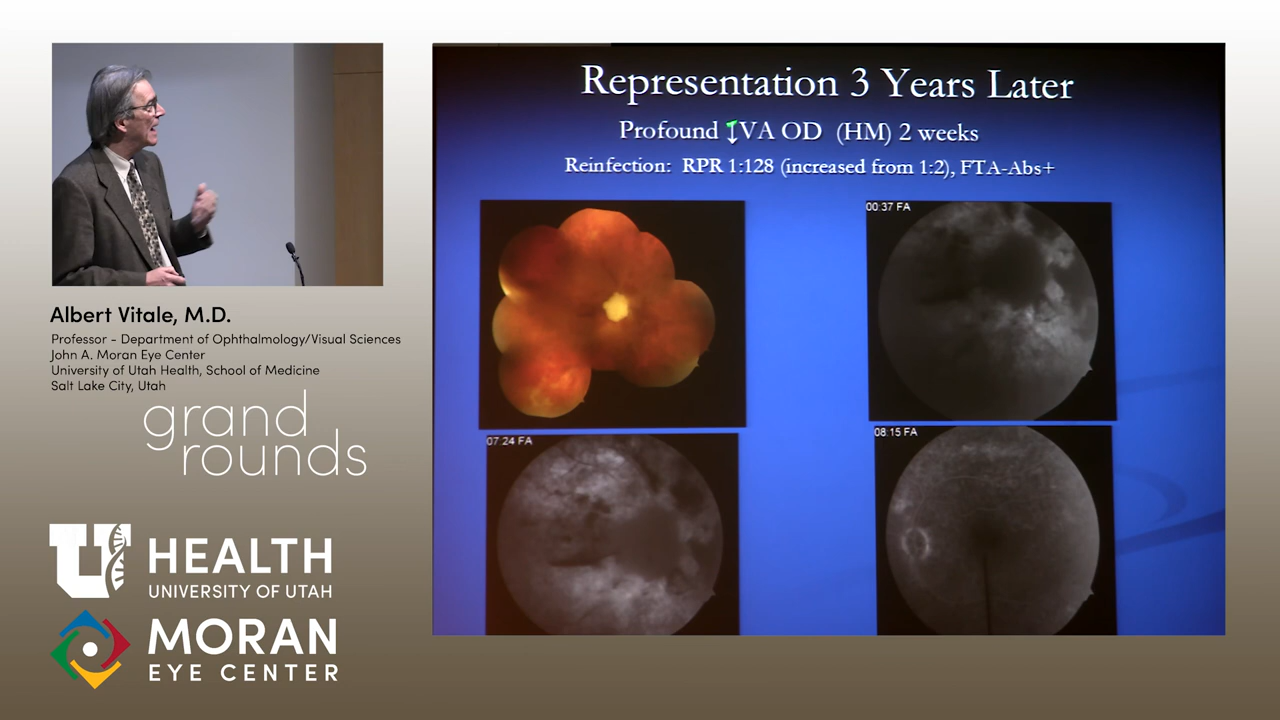 Representation 3 Years Later
Profound ↓VA OD (HM) 2 weeks
Reinfection: RPR 1:128 (increased from 1:2), FTA-Abs+
00:37 FA
07:24 FA
08:15 FA
Albert Vitale, M.D.
Professor - Department of Ophthalmology/Visual Sciences
John A. Moran Eye Center
University of Utah Health, School of Medicine
Salt Lake City, Utah
grand
rounds
U HEALTH
UNIVERSITY OF UTAH
MORAN
EYE CENTER